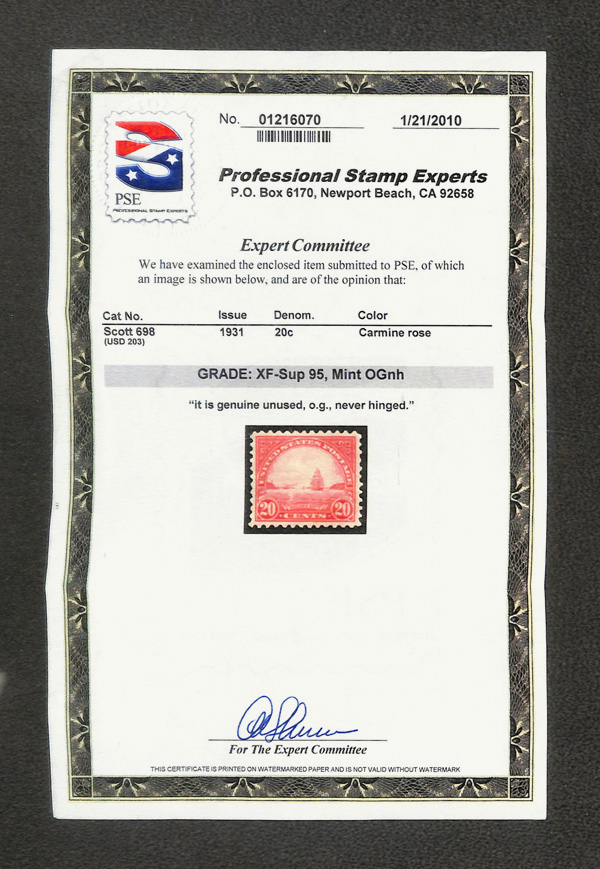 No. 01216070 1/21/2010
PSE
PROFESSIONAL STAMP EXPERTS
Professional Stamp Experts
P.O. Box 6170, Newport Beach, CA 92658
Expert Committee
We have examined the enclosed item submitted to PSE, of which
an image is shown below, and are of the opinion that:
Cat No. Issue Denom. Color
Scott 698 1931 20c Carmine rose
(USD 203)
GRADE: XF-Sup 95, Mint OGnh
“it is genuine unused, o.g., never hinged.”
UNITED STATES POSTAGE
GOLDEN GATE
20 CENTS 20
For The Expert Committee
THIS CERTIFICATE IS PRINTED ON WATERMARKED PAPER AND IS NOT VALID WITHOUT WATERMARK